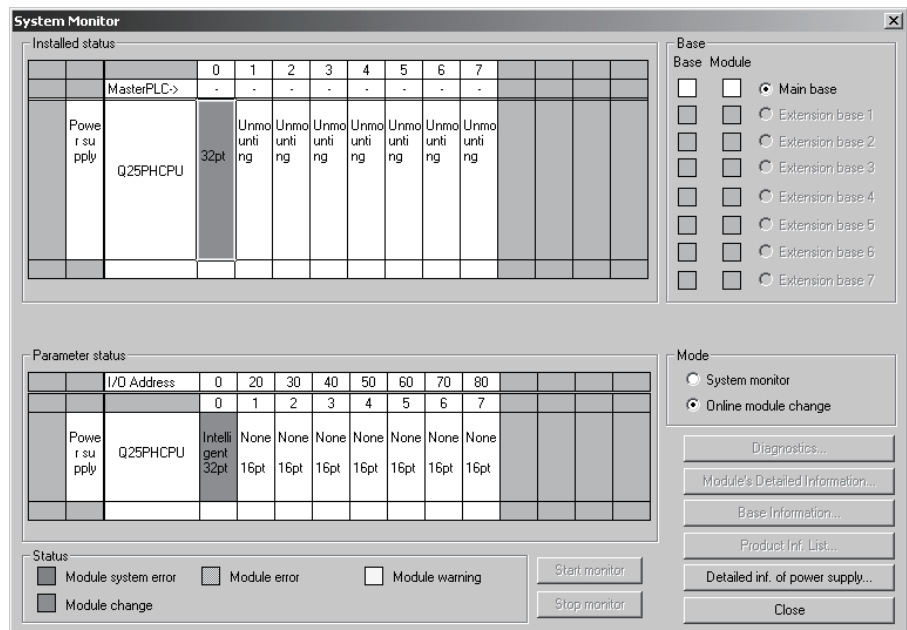 System Monitor
Installed status
0 1 2 3 4 5 6 7
MasterPLC-> - - - - - - - -
Powe Unmo Unmo Unmo Unmo Unmo Unmo Unmo
r su unti unti unti unti unti unti unti
pply Q25PHCPU 32pt ng ng ng ng ng ng ng
Base
Base Module
Main base
Extension base 1
Extension base 2
Extension base 3
Extension base 4
Extension base 5
Extension base 6
Extension base 7
Parameter status
I/O Address 0 20 30 40 50 60 70 80
0 1 2 3 4 5 6 7
Powe Intelli None None None None None None None
r su Q25PHCPU gent
pply 32pt 16pt 16pt 16pt 16pt 16pt 16pt 16pt
Mode
System monitor
Online module change
Diagnostics...
Module's Detailed Information...
Base Information...
Product Inf. List...
Detailed inf. of power supply...
Close
Status
Module system error Module error Module warning
Module change
Start monitor
Stop monitor